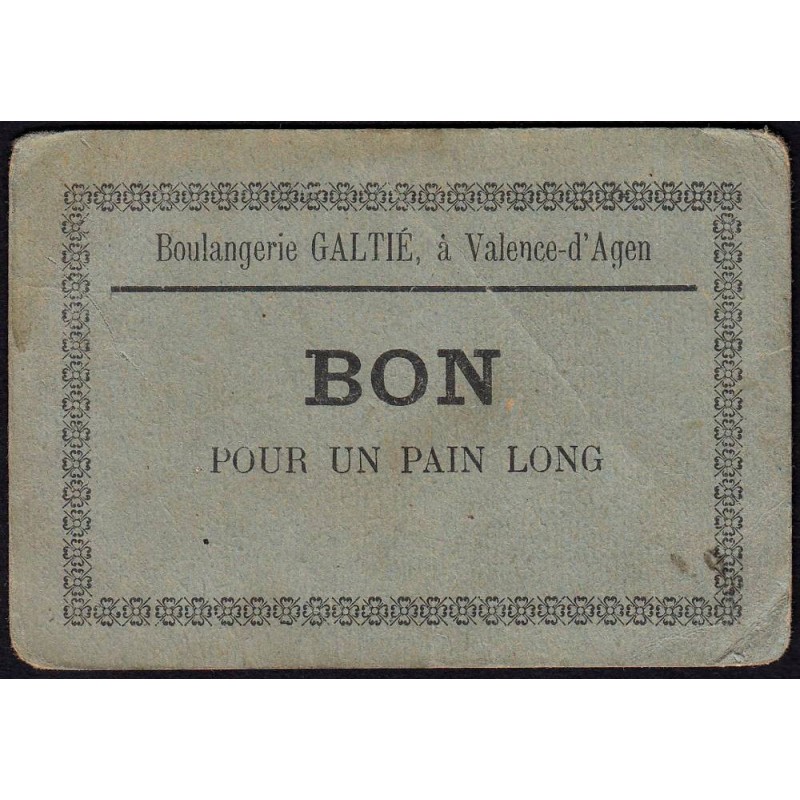 Boulangerie GALTIÉ, à Valence-d'Agen
BON
POUR UN PAIN LONG